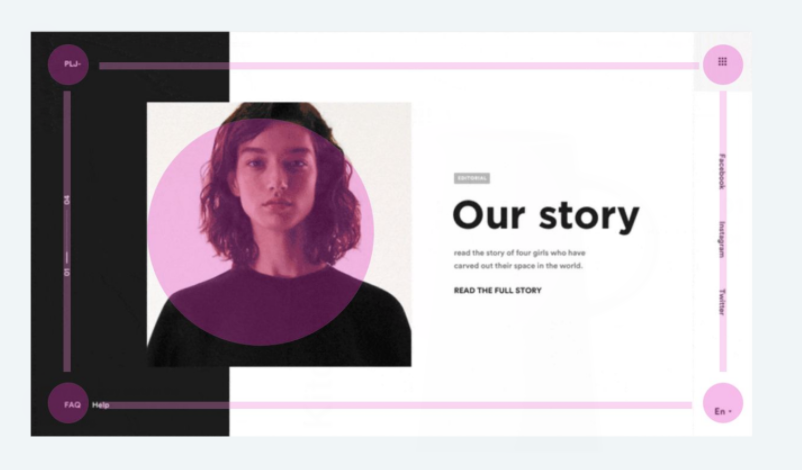 PLJ-
Facebook
Instagram
Twitter
04
01
EDITORIAL
Our story
read the story of four girls who have
carved out their space in the world.
READ THE FULL STORY
FAQ Help
En